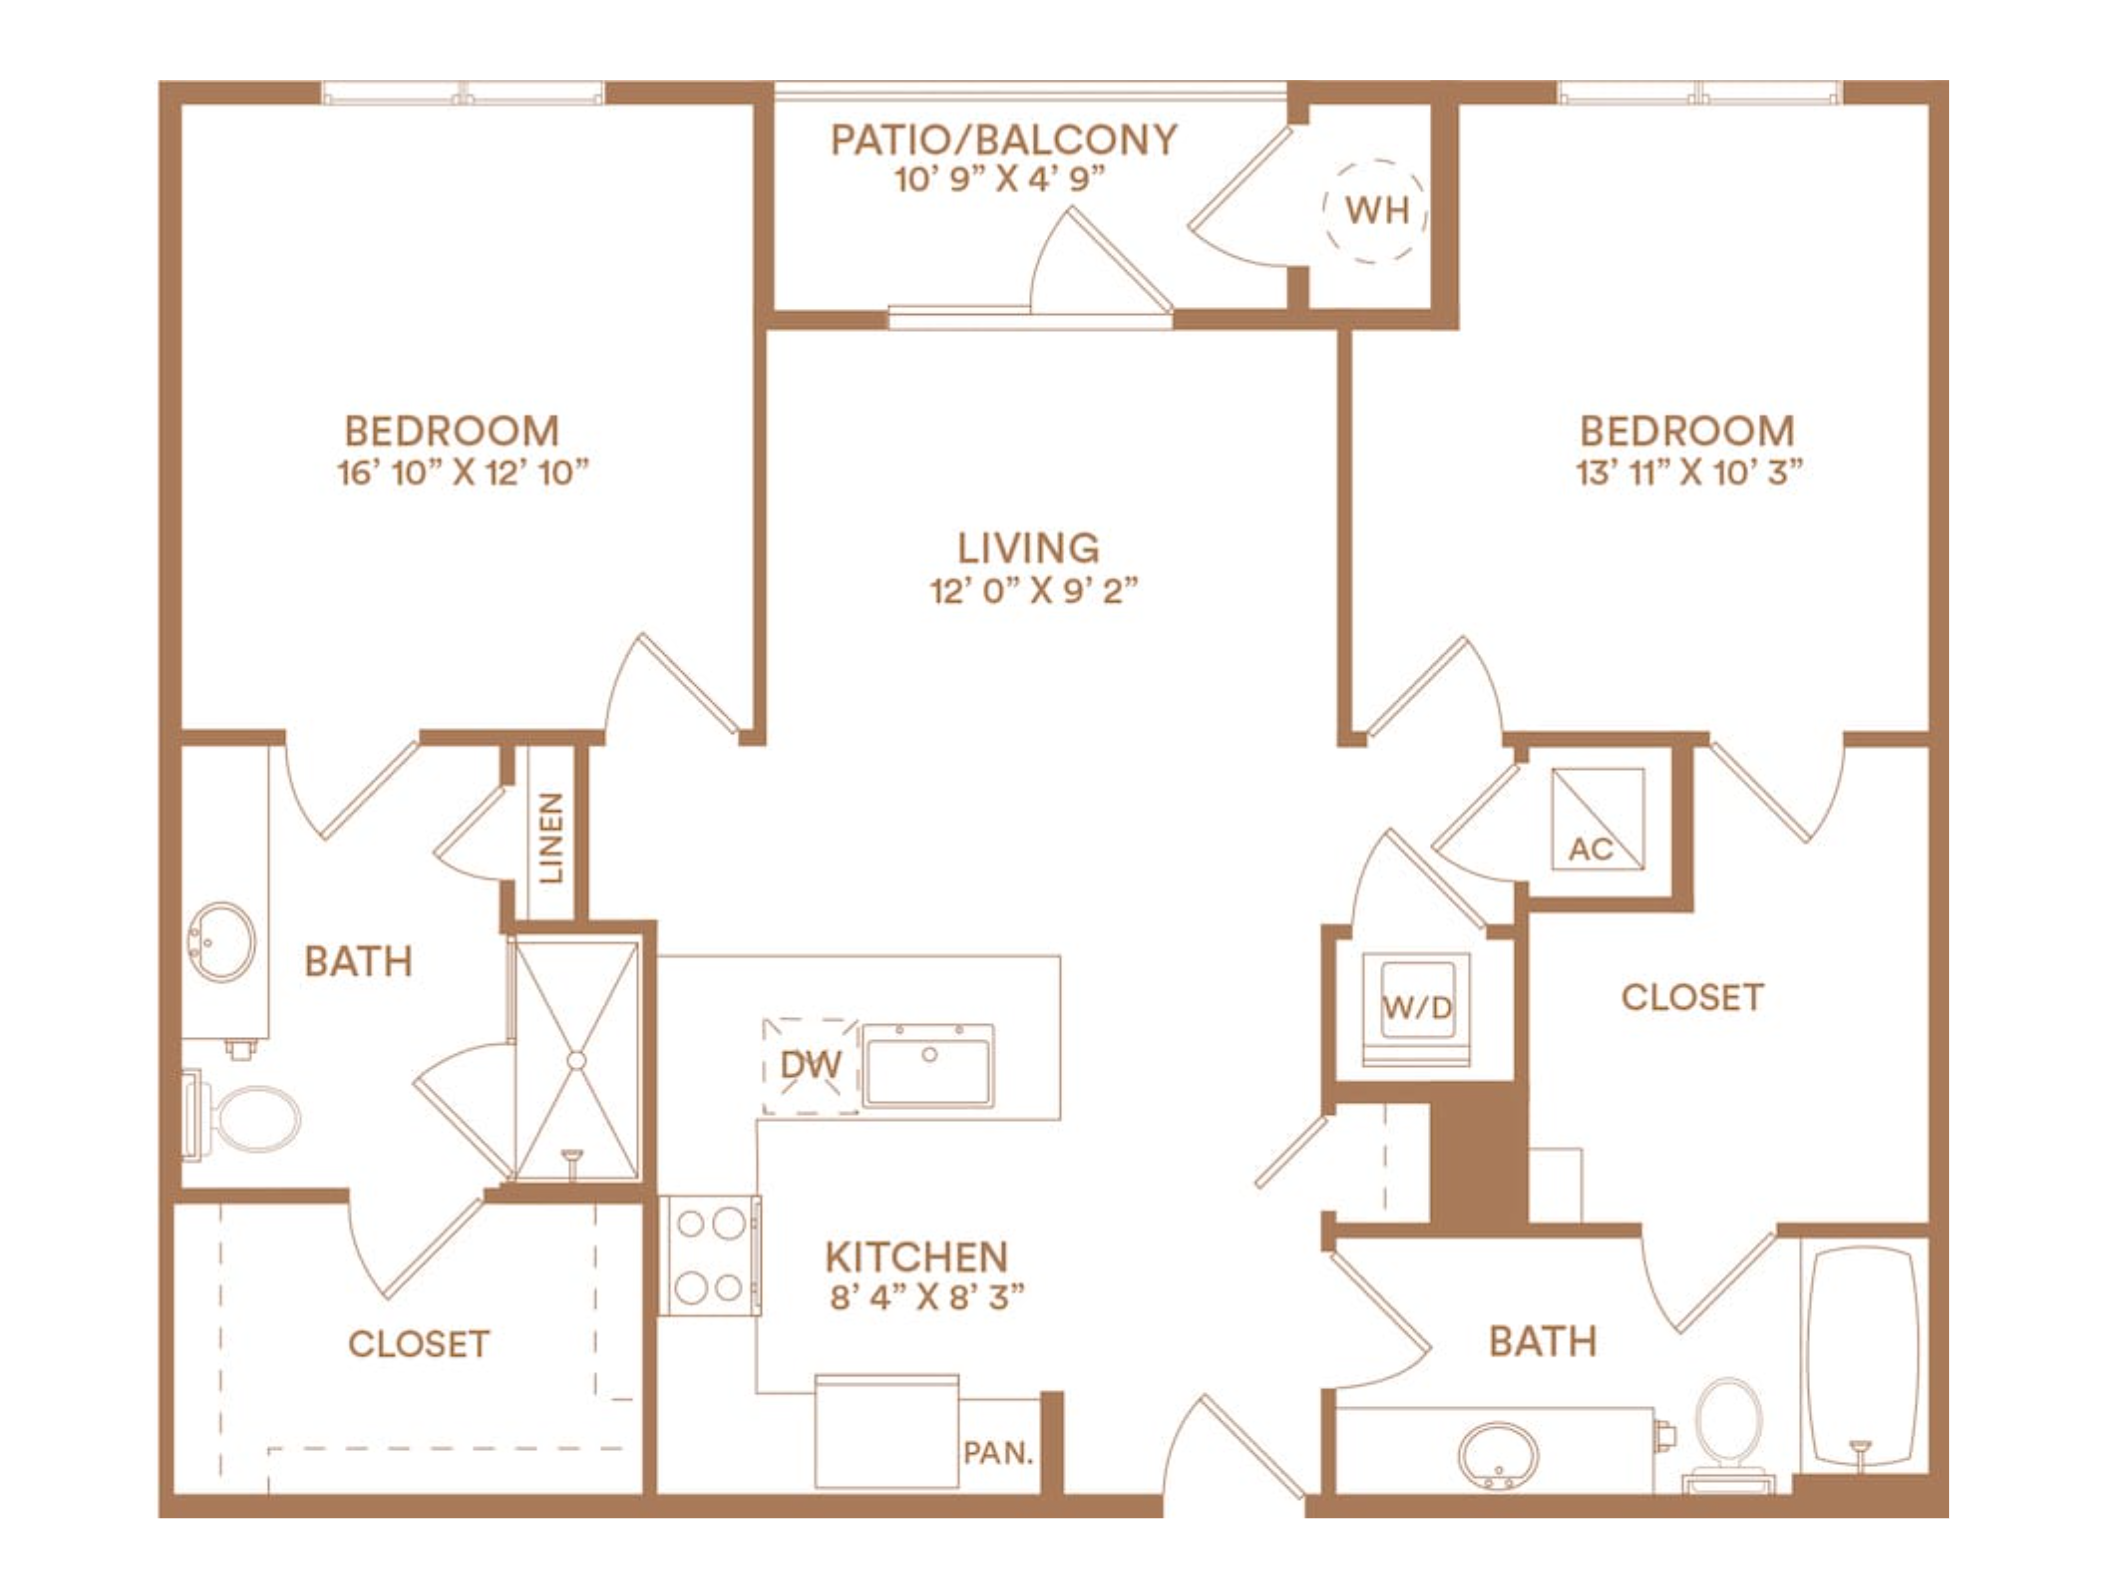 PATIO/BALCONY
10’ 9” X 4’ 9”
WH
BEDROOM
16’ 10” X 12’ 10”
BEDROOM
13’ 11” X 10’ 3”
LIVING
12’ 0” X 9’ 2”
LINEN
AC
BATH
CLOSET
W/D
DW
KITCHEN
8’ 4” X 8’ 3”
CLOSET
BATH
PAN.